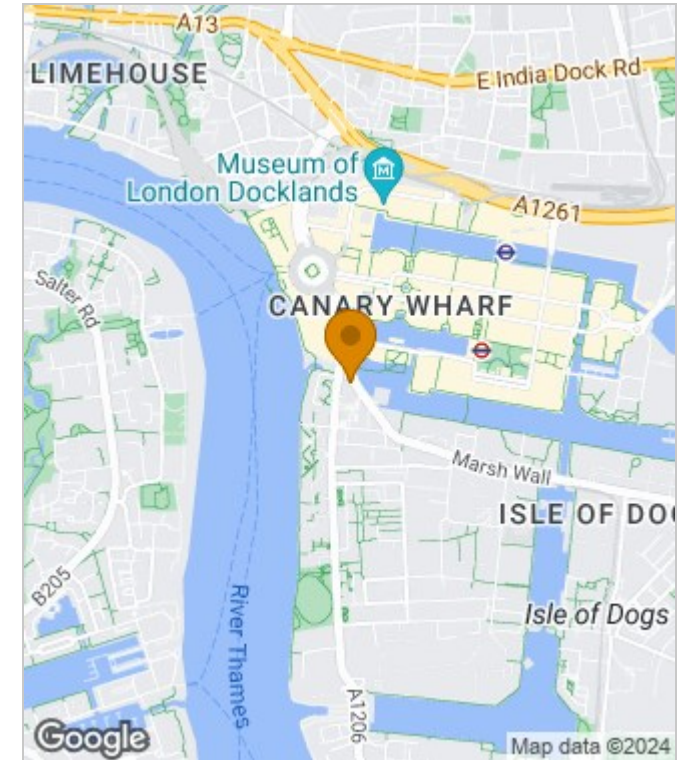 A13
LIMEHOUSE
E India Dock Rd
Museum of
London Docklands
A1261
Salter Rd
CANARY WHARF
Marsh Wall
ISLE OF DO
B205
River Thames
Isle of Dogs
A1206
Google
Map data ©2024